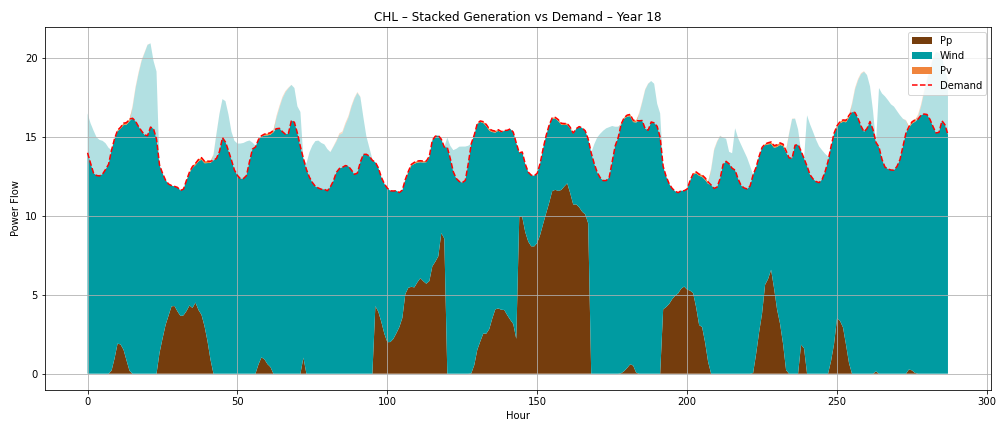 CHL – Stacked Generation vs Demand – Year 18
Power Flow
20
15
10
5
0
0 50 100 150 200 250 300
Hour
Pp
Wind
Pv
Demand